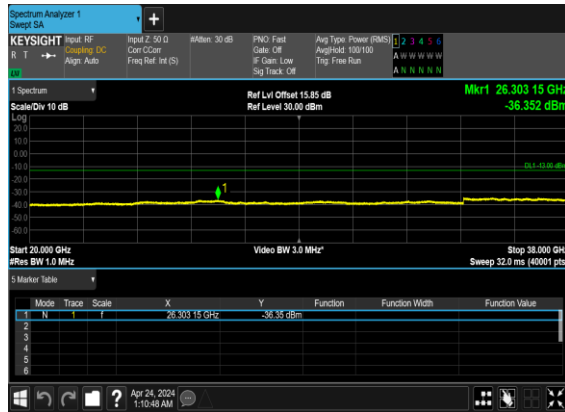 Spectrum Analyzer 1
Swept SA
+
KEYSIGHT Input: RF Input Z: 50 Ω #Atten: 30 dB PNO: Fast Avg Type: Power (RMS) 1 2 3 4 5 6
R T Coupling: DC Corr CCorr Gate: Off Avg|Hold: 100/100 A W W W W W
Align: Auto Freq Ref: Int (S) IF Gain: Low Trig: Free Run
Sig Track: Off A N N N N N
LXI
1 Spectrum Ref Lvl Offset 15.85 dB Mkr1 26.303 15 GHz
Scale/Div 10 dB Ref Level 30.00 dBm -36.352 dBm
Log
20.0
10.0
0.00
-10.0 DL1 -13.00 dBm
-20.0
-30.0 1
-40.0
-50.0
-60.0
Start 20.000 GHz Video BW 3.0 MHz* Stop 38.000 GHz
#Res BW 1.0 MHz Sweep 32.0 ms (40001 pts)
5 Marker Table
Mode Trace Scale X Y Function Function Width Function Value
1 N 1 f 26.303 15 GHz -36.35 dBm
2
3
4
5
6
? Apr 24, 2024
1:10:48 AM